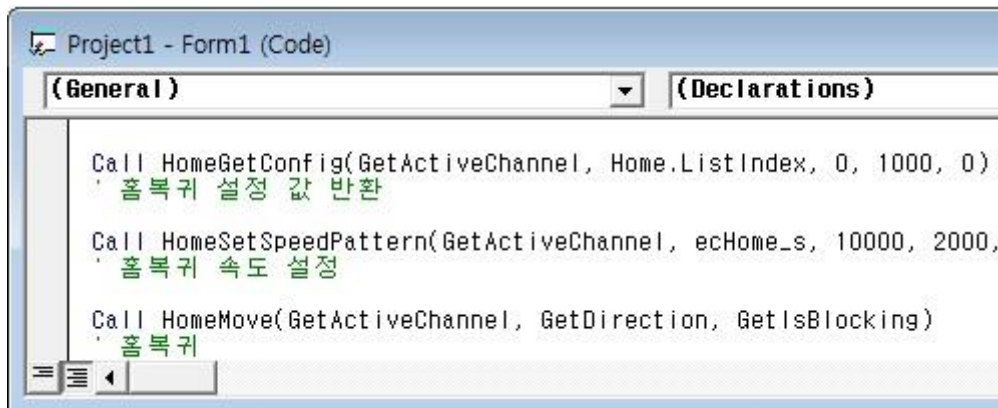 Project1 - Form1 (Code)
(General) (Declarations)
Call HomeGetConfig(GetActiveChannel, Home.ListIndex, 0, 1000, 0)
' 홈복귀 설정 값 반환
Call HomeSetSpeedPattern(GetActiveChannel, ecHome_s, 10000, 2000,
' 홈복귀 속도 설정
Call HomeMove(GetActiveChannel, GetDirection, GetIsBlocking)
' 홈복귀